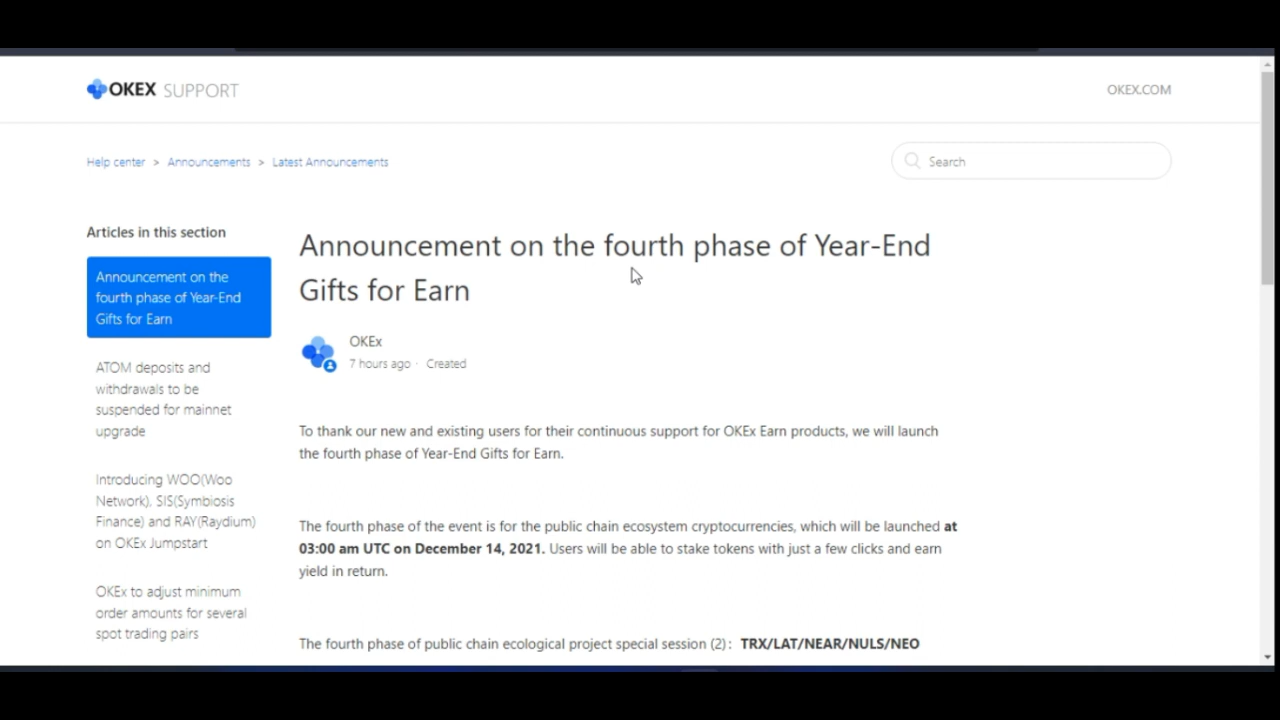 OKEX SUPPORT
OKEX.COM
Help center > Announcements > Latest Announcements
Search
Articles in this section
Announcement on the
fourth phase of Year-End
Gifts for Earn
ATOM deposits and
withdrawals to be
suspended for mainnet
upgrade
Introducing WOO(Woo
Network), SIS(Symbiosis
Finance) and RAY(Raydium)
on OKEx Jumpstart
OKEx to adjust minimum
order amounts for several
spot trading pairs
Announcement on the fourth phase of Year-End
Gifts for Earn
OKEx
7 hours ago · Created
To thank our new and existing users for their continuous support for OKEx Earn products, we will launch
the fourth phase of Year-End Gifts for Earn.
The fourth phase of the event is for the public chain ecosystem cryptocurrencies, which will be launched at
03:00 am UTC on December 14, 2021. Users will be able to stake tokens with just a few clicks and earn
yield in return.
The fourth phase of public chain ecological project special session (2): TRX/LAT/NEAR/NULS/NEO